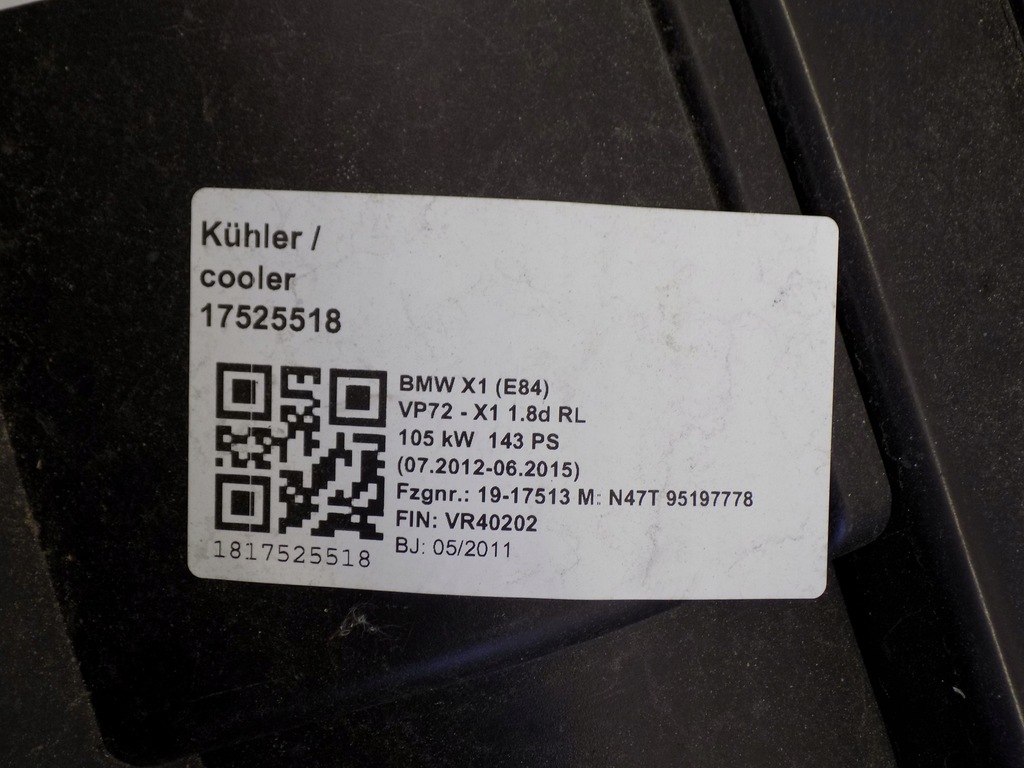 Kühler /
cooler
17525518
BMW X1 (E84)
VP72 - X1 1.8d RL
105 kW 143 PS
(07.2012-06.2015)
Fzgnr.: 19-17513 M: N47T 95197778
FIN: VR40202
BJ: 05/2011
1817525518